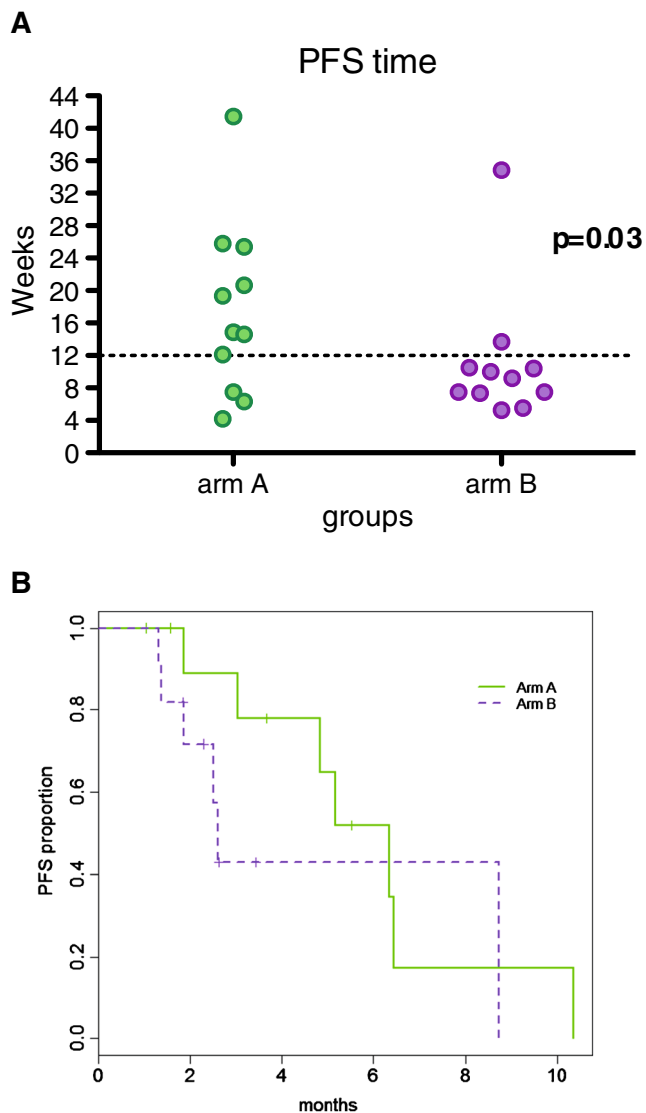 A
PFS time
44
40
36
32
28
24
20
16
12
8
4
0
Weeks
p=0.03
arm A
arm B
groups
B
1.0
0.8
0.6
0.4
0.2
0.0
PFS proportion
Arm A
Arm B
0 2 4 6 8 10
months